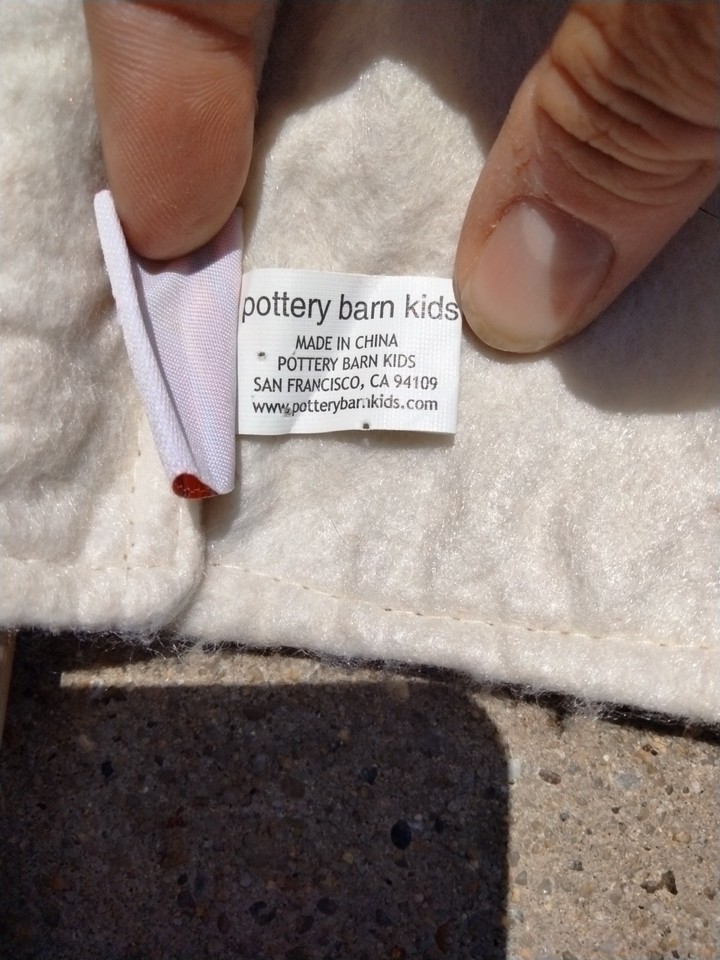 pottery barn kids
MADE IN CHINA
POTTERY BARN KIDS
SAN FRANCISCO, CA 94109
www.potterybarnkids.com